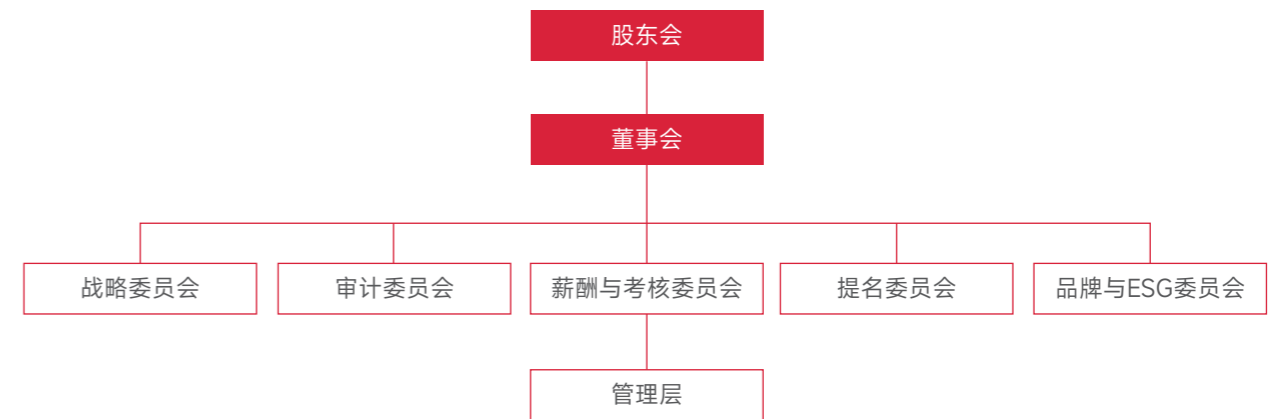 股东会
董事会
战略委员会
审计委员会
薪酬与考核委员会
提名委员会
品牌与ESG委员会
管理层